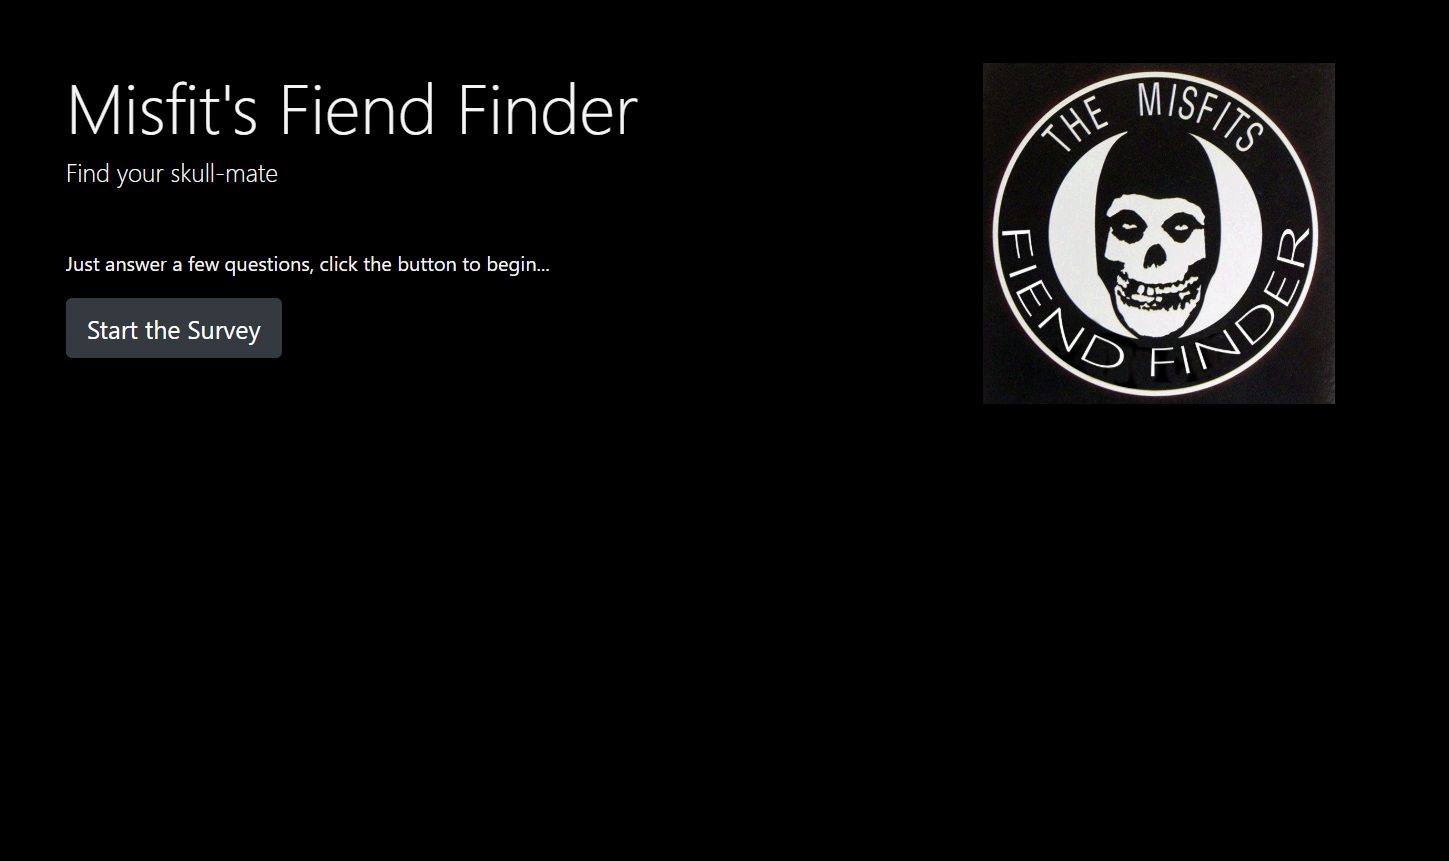 Misfit's Fiend Finder
Find your skull-mate
Just answer a few questions, click the button to begin...
Start the Survey
THE MISFITS
FIEND FINDER